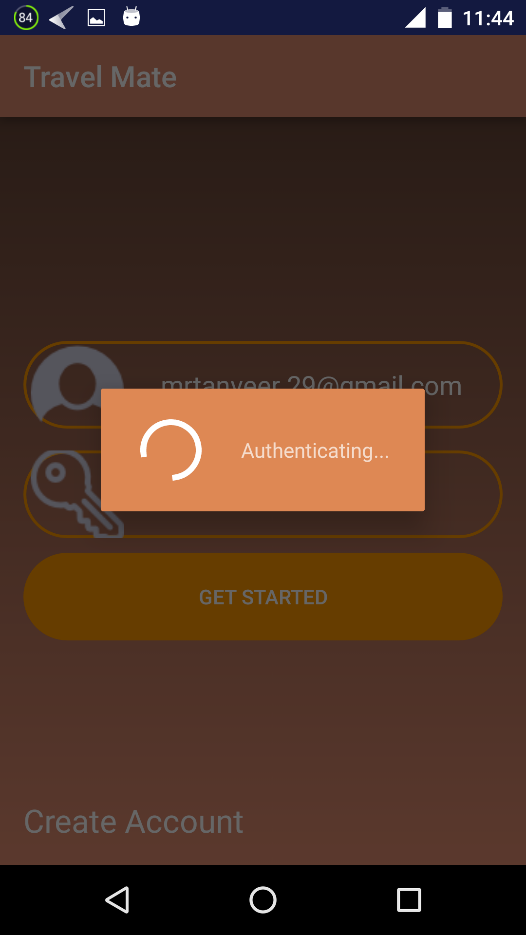 84
11:44
Travel Mate
mrtanveer.29@gmail.com
Authenticating...
GET STARTED
Create Account